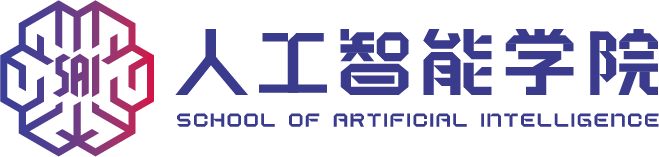 SAI
人工智能学院
SCHOOL OF ARTIFICIAL INTELLIGENCE